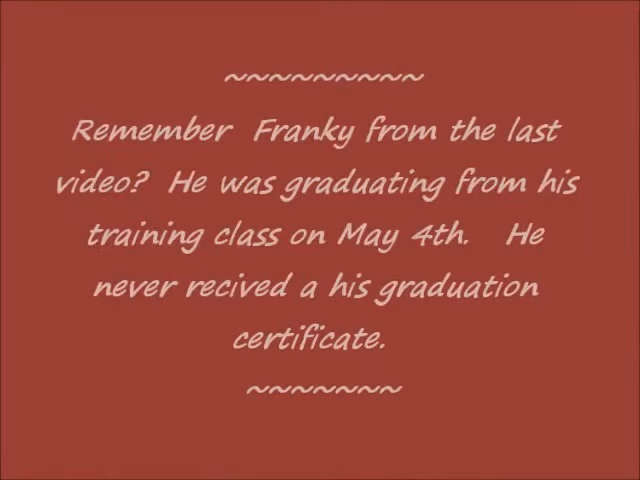 ~~~~~~~~~
Remember Franky from the last
video? He was graduating from his
training class on May 4th. He
never recived a his graduation
certificate.
~~~~~~~